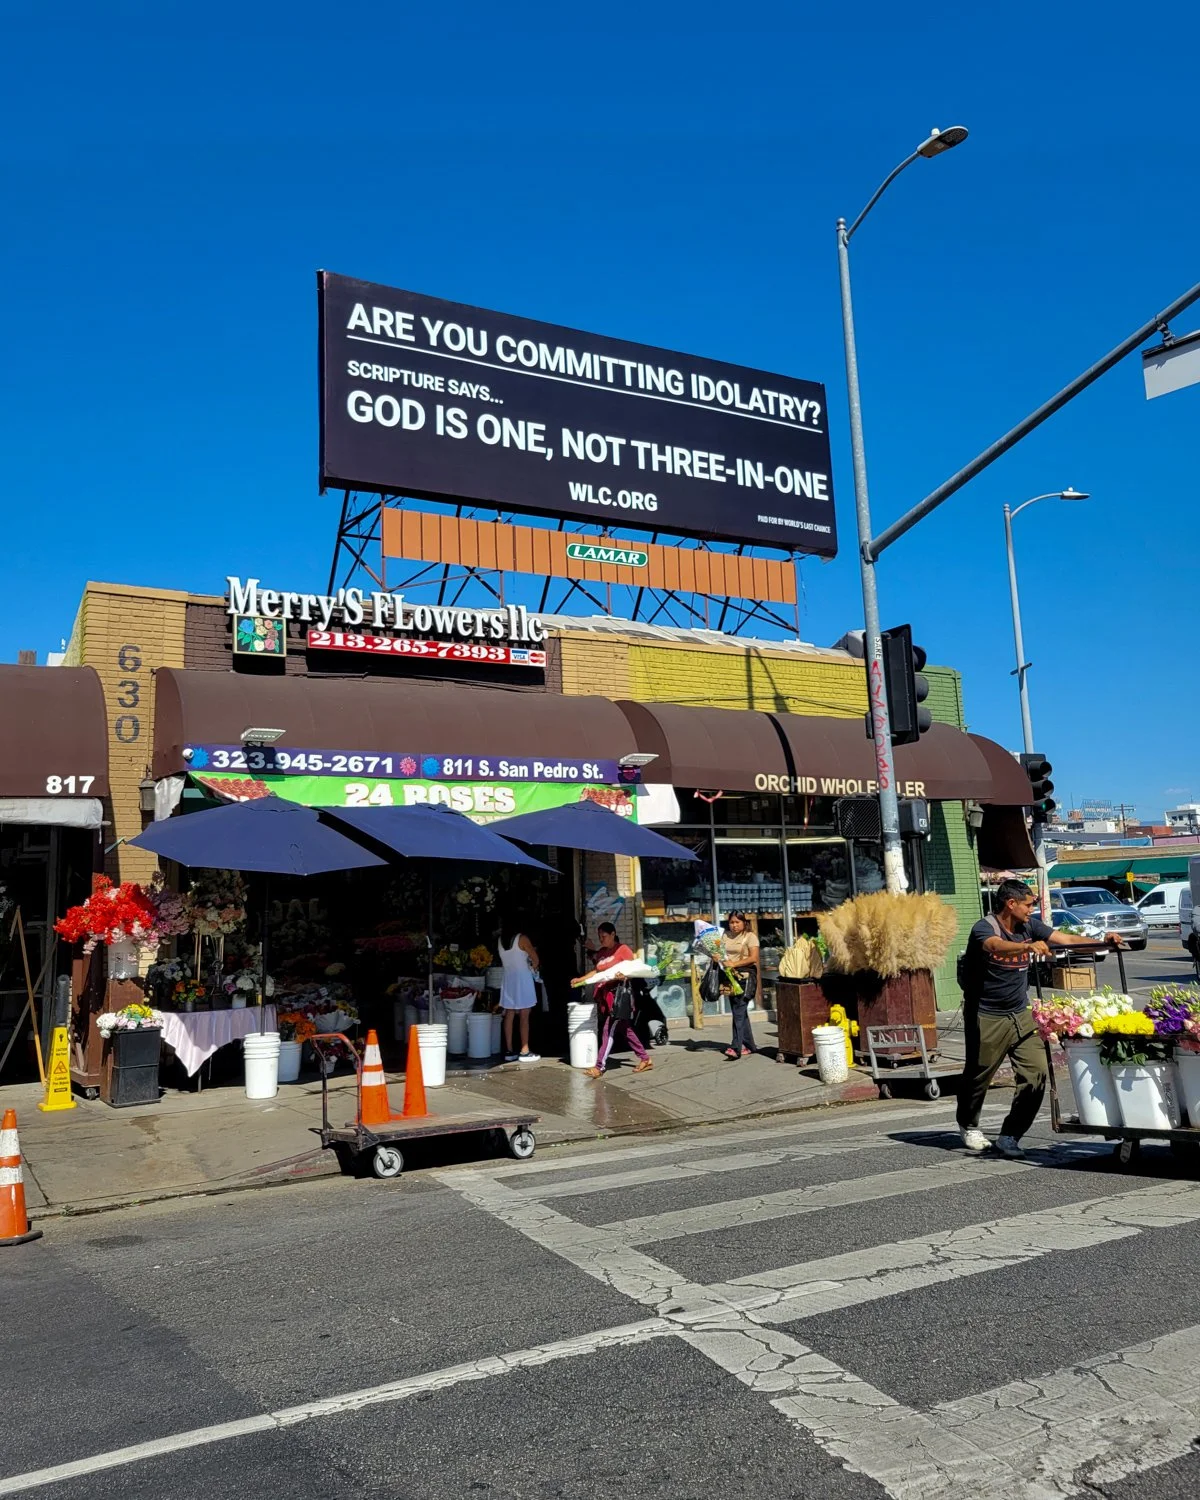 ARE YOU COMMITTING IDOLATRY?
SCRIPTURE SAYS...
GOD IS ONE, NOT THREE-IN-ONE
WLC.ORG
PAID FOR BY WORLD'S LAST CHANCE
LAMAR
Merry'S FLowers llc.
213.265-7393 VISA
630
323.945-2671 811 S. San Pedro St.
817
24 ROSES
ORCHID WHOLESALER